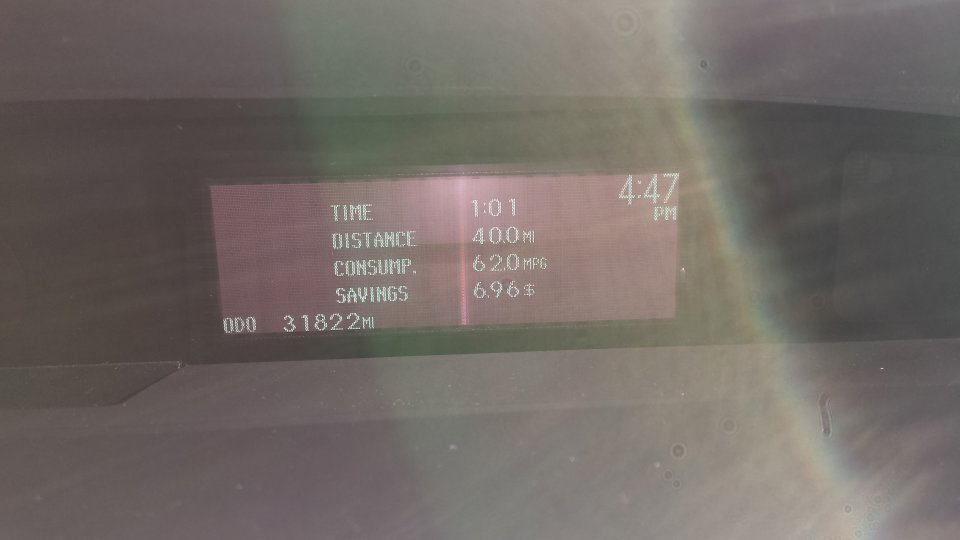 4:47
PM
TIME 1:01
DISTANCE 40.0 MI
CONSUMP. 62.0 MPG
SAVINGS 6.96 $
ODO 31822 MI